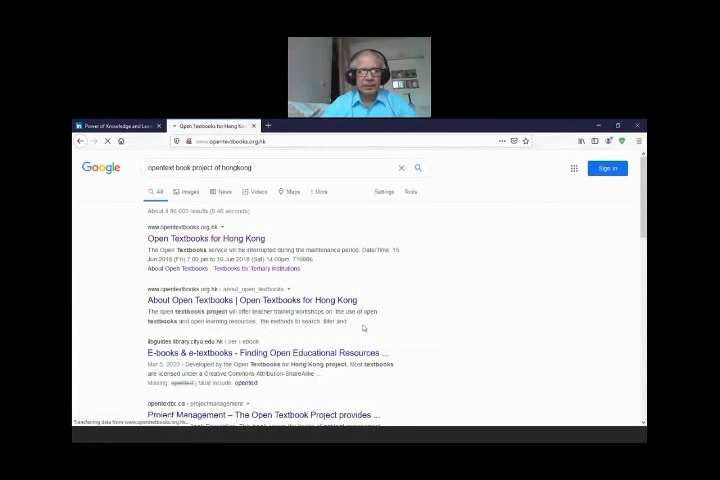 Power of Knowledge and Lea
Open Textbooks for Hong Ko
www.opentextbooks.org.hk
Google
opentext book project of hongkong
Sign in
All Images News Videos Maps More Settings Tools
About 4,86,000 results (0.48 seconds)
www.opentextbooks.org.hk
Open Textbooks for Hong Kong
The Open Textbooks service will be interrupted during the maintenance period. Date/Time: 15
Jun 2018 (Fri) 7:00 pm to 16 Jun 2018 (Sat) 14:00pm. 716986 ...
About Open Textbooks · Textbooks for Tertiary Institutions
www.opentextbooks.org.hk › about_open_textbooks
About Open Textbooks | Open Textbooks for Hong Kong
The open textbooks project will offer teacher training workshops on the use of open
textbooks and open learning resources, the methods to search, filter and ...
libguides.library.cityu.edu.hk › oer › ebook
E-books & e-textbooks - Finding Open Educational Resources ...
Mar 5, 2020 - Developed by the Open Textbooks for Hong Kong project. Most textbooks
are licensed under a Creative Commons Attribution-ShareAlike ...
Missing: opentext | Must include: opentext
opentextbc.ca › projectmanagement
Project Management – The Open Textbook Project provides ...
Transferring data from www.opentextbooks.org.hk...